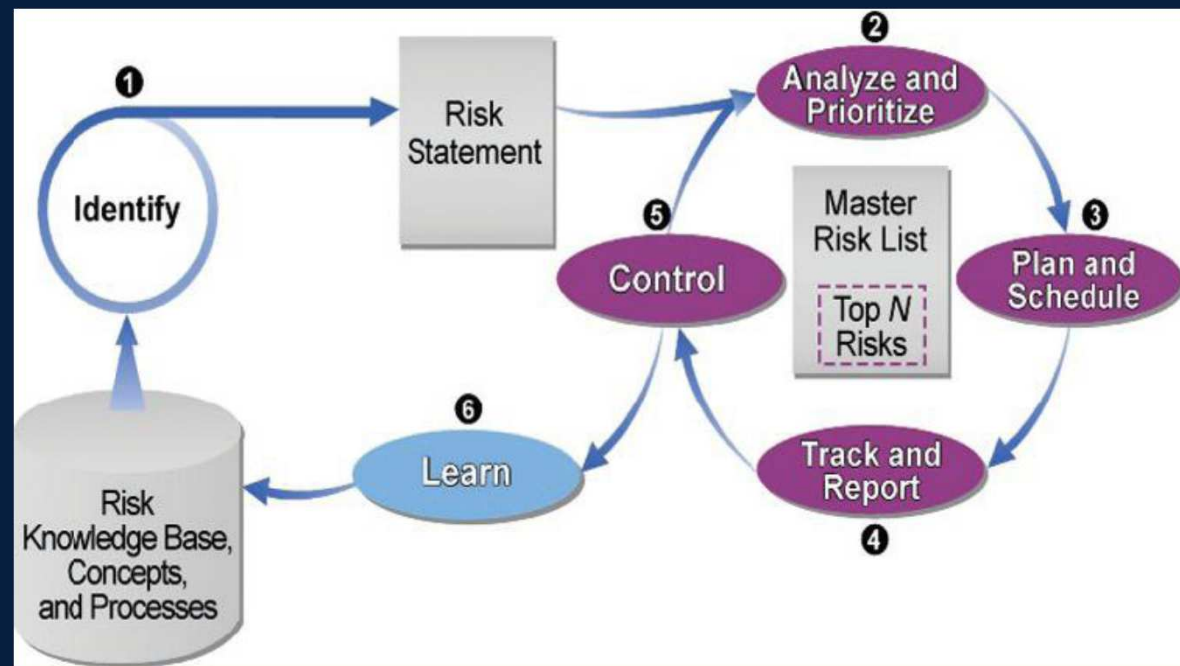 1
Identify
Risk
Statement
2
Analyze and
Prioritize
3
Plan and
Schedule
Master
Risk List
Top N
Risks
4
Track and
Report
5
Control
6
Learn
Risk
Knowledge Base,
Concepts,
and Processes